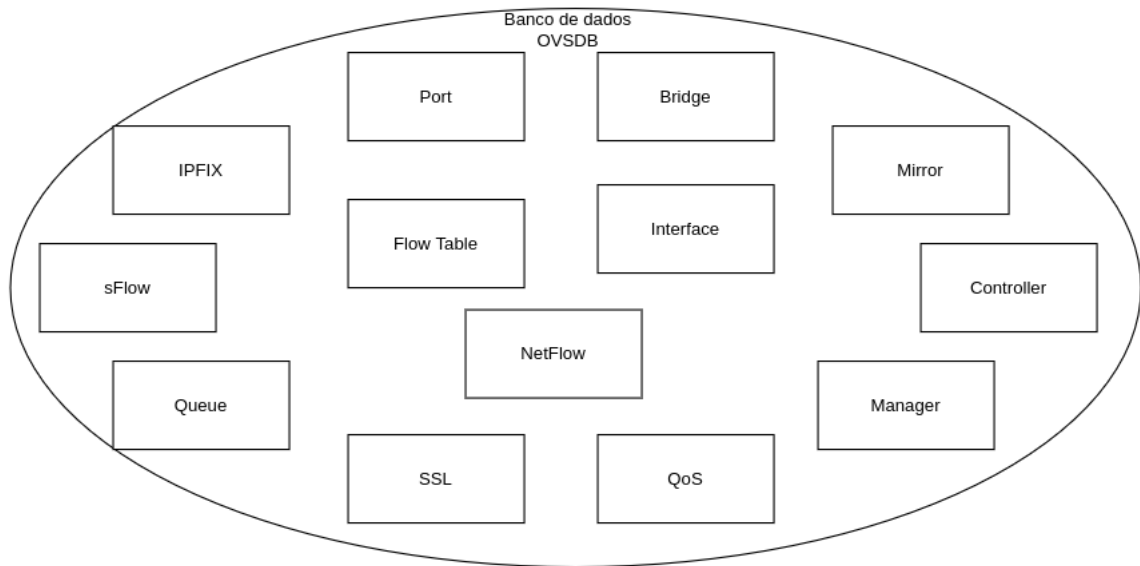 Banco de dados
OVSDB
Port
Bridge
IPFIX
Mirror
Flow Table
Interface
sFlow
Controller
NetFlow
Queue
Manager
SSL
QoS